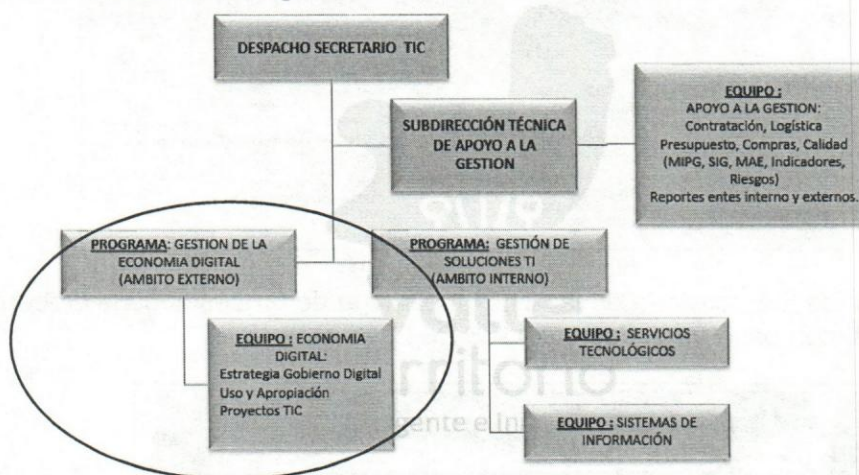 DESPACHO SECRETARIO TIC
SUBDIRECCIÓN TÉCNICA
DE APOYO A LA
GESTION
EQUIPO :
APOYO A LA GESTION:
Contratación, Logística
Presupuesto, Compras, Calidad
(MIPG, SIG, MAE, Indicadores,
Riesgos)
Reportes entes interno y externos.
PROGRAMA: GESTION DE LA
ECONOMIA DIGITAL
(AMBITO EXTERNO)
PROGRAMA: GESTIÓN DE
SOLUCIONES TI
(AMBITO INTERNO)
EQUIPO : ECONOMIA
DIGITAL:
Estrategia Gobierno Digital
Uso y Apropiación
Proyectos TIC
EQUIPO : SERVICIOS
TECNOLÓGICOS
EQUIPO : SISTEMAS DE
INFORMACIÓN